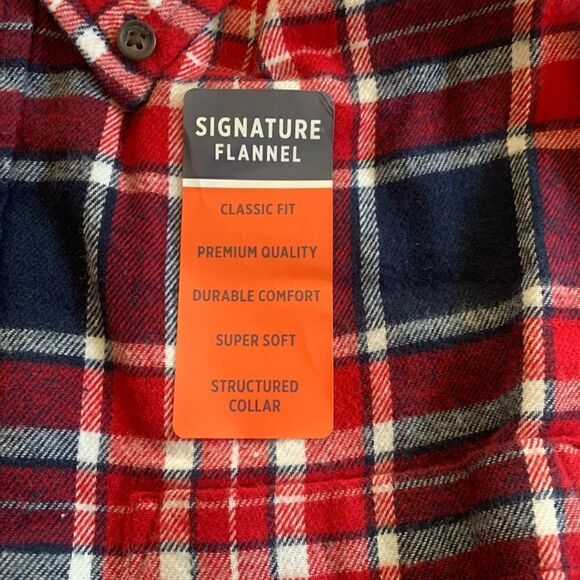 SIGNATURE
FLANNEL
CLASSIC FIT
PREMIUM QUALITY
DURABLE COMFORT
SUPER SOFT
STRUCTURED
COLLAR